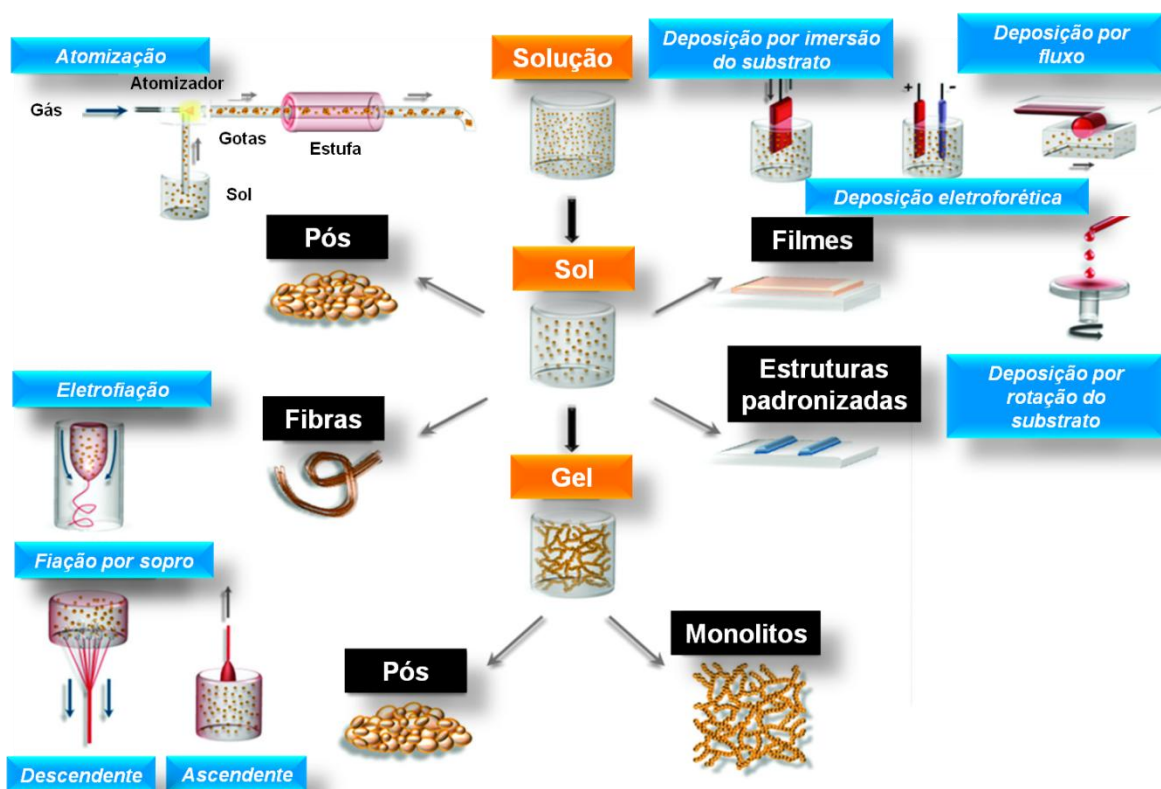 Atomização
Atomizador
Gás
Gotas
Estufa
Sol
Solução
Deposição por imersão
do substrato
Deposição por
fluxo
+ -
Deposição eletroforética
Pós
Sol
Filmes
Eletrofiação
Fibras
Estruturas
padronizadas
Deposição por
rotação do
substrato
Gel
Fiação por sopro
Pós
Monolitos
Descendente
Ascendente